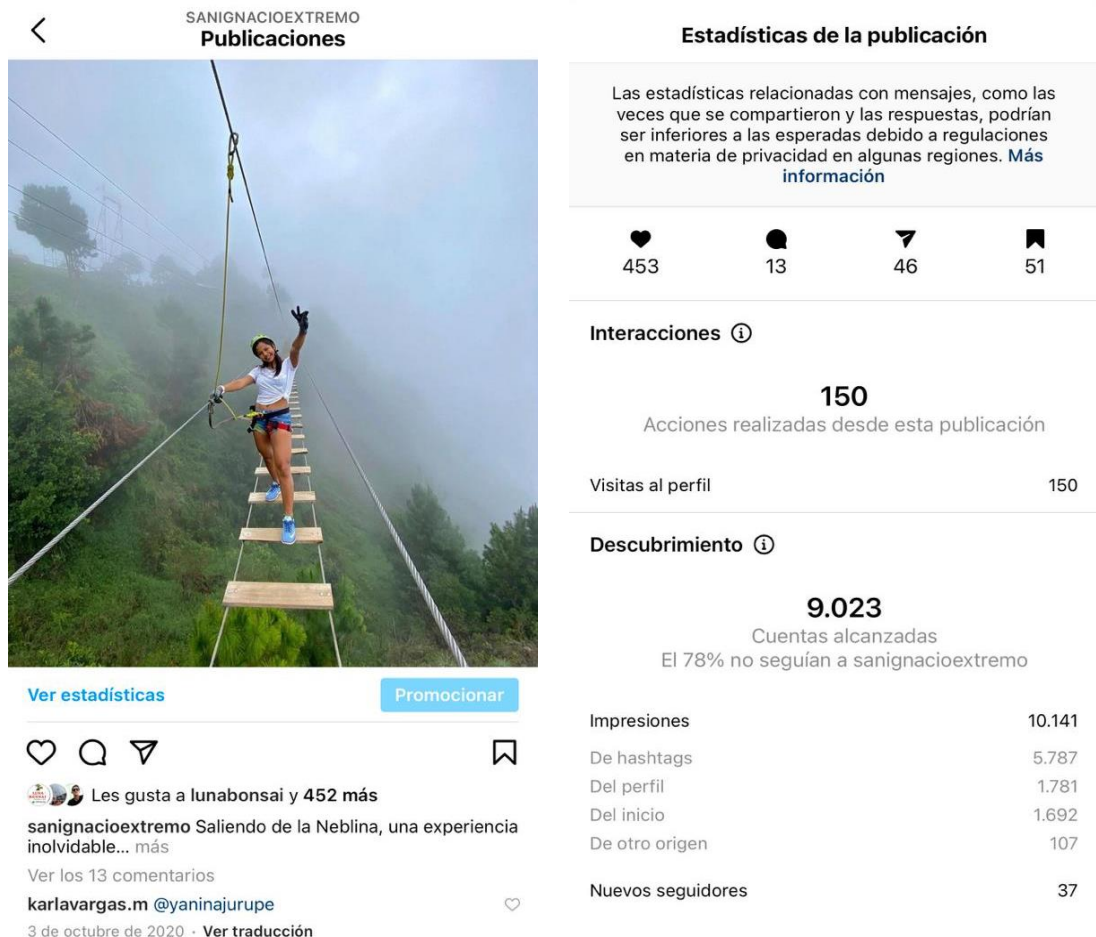 SANIGNACIOEXTREMO
Publicaciones
Ver estadísticas
Promocionar
Les gusta a lunabonsai y 452 más
sanignacioextremo Saliendo de la Neblina, una experiencia
inolvidable... más
Ver los 13 comentarios
karlavargas.m @yaninajurupe
3 de octubre de 2020 · Ver traducción
Estadísticas de la publicación
Las estadísticas relacionadas con mensajes, como las
veces que se compartieron y las respuestas, podrían
ser inferiores a las esperadas debido a regulaciones
en materia de privacidad en algunas regiones. Más
información
453 13 46 51
Interacciones
150
Acciones realizadas desde esta publicación
Visitas al perfil 150
Descubrimiento
9.023
Cuentas alcanzadas
El 78% no seguían a sanignacioextremo
Impresiones 10.141
De hashtags 5.787
Del perfil 1.781
Del inicio 1.692
De otro origen 107
Nuevos seguidores 37